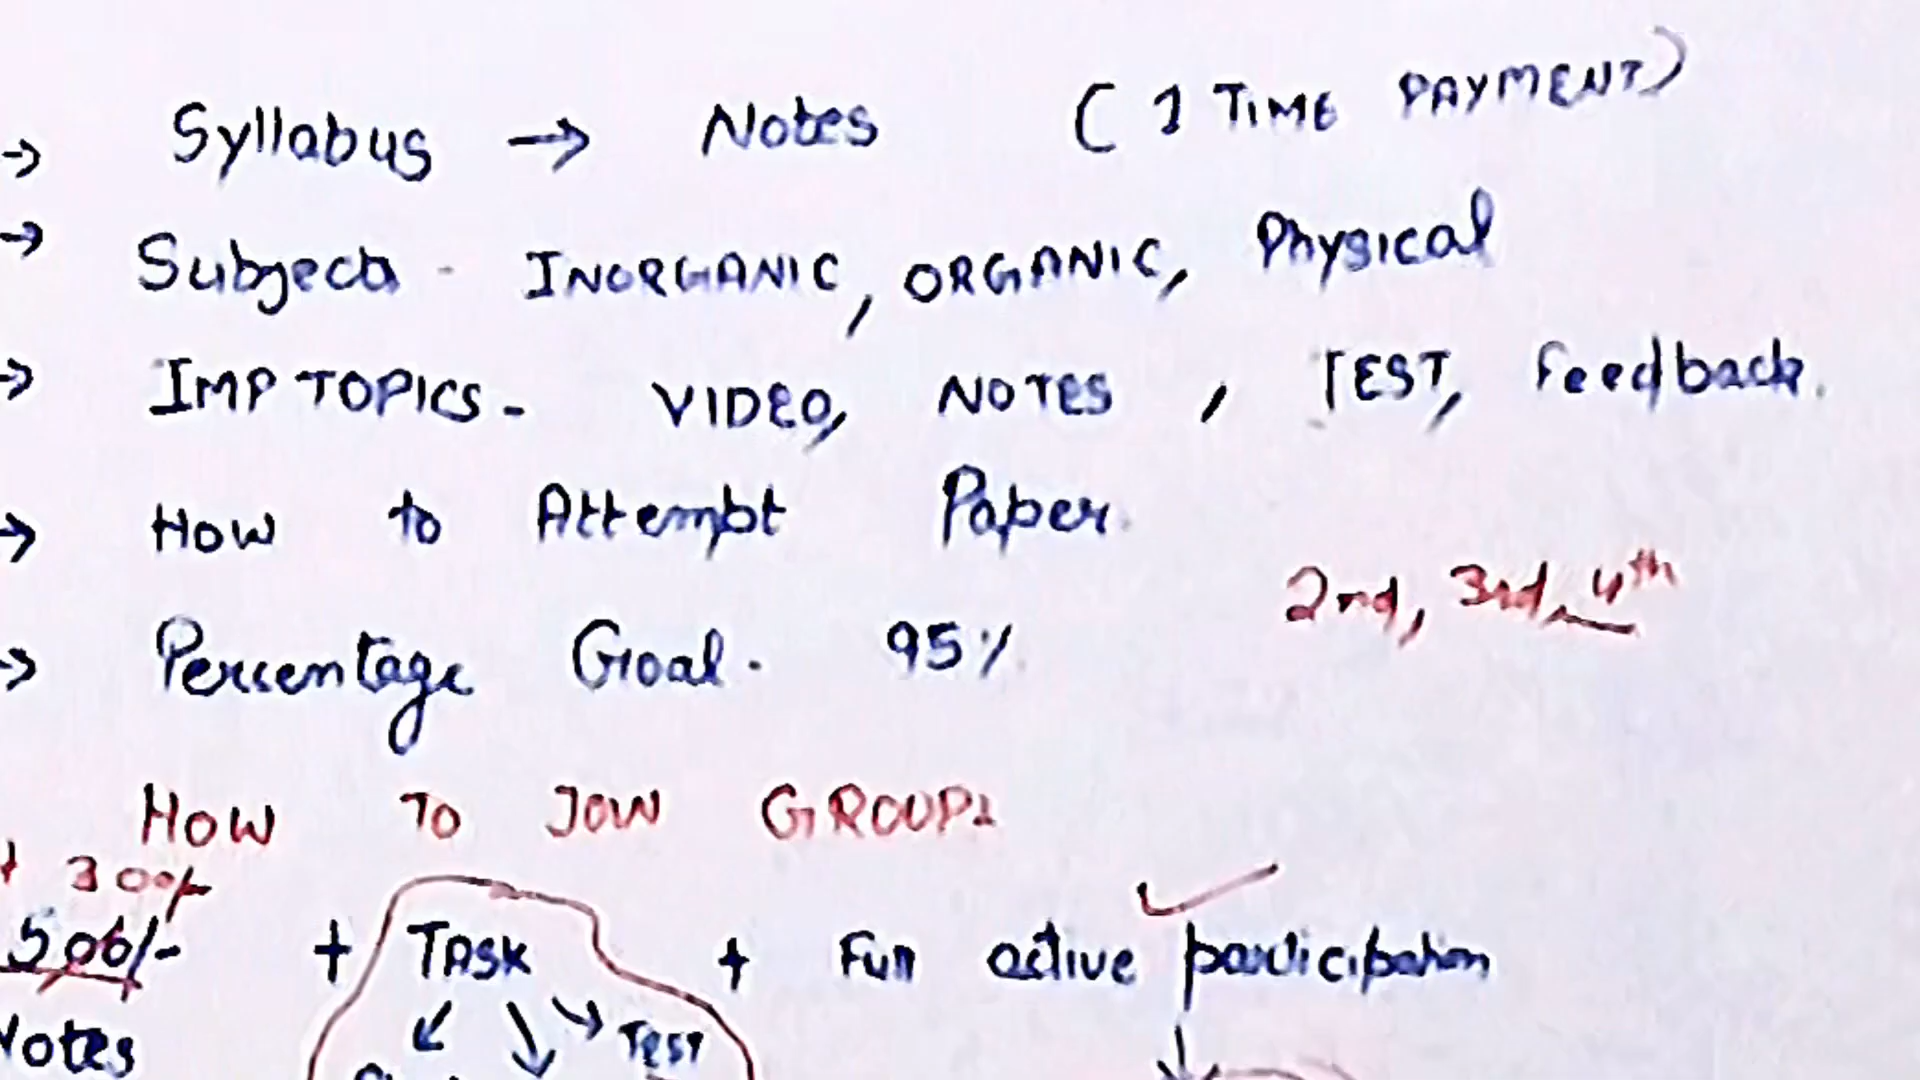 → Syllabus → Notes (1 TIME PAYMENT)
→ Subjects - INORGANIC, ORGANIC, Physical
→ IMP TOPICS - VIDEO, NOTES, TEST, Feedback.
→ How to Attempt Paper.
2nd, 3rd, 4th
→ Percentage Goal. 95%
HOW TO JOIN GROUP
300/-
500/- + TASK + Full active participation
Notes
TEST